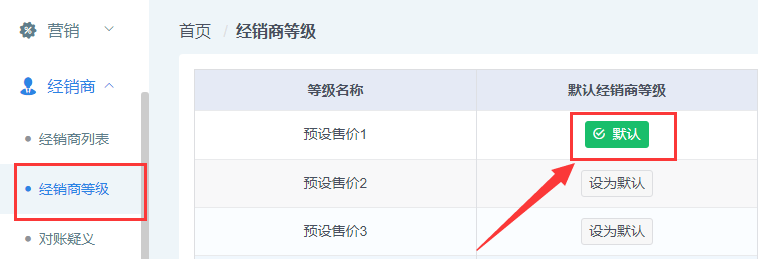 营销
经销商
经销商列表
经销商等级
对账疑义
首页 / 经销商等级
等级名称 默认经销商等级
预设售价1 默认
预设售价2 设为默认
预设售价3 设为默认